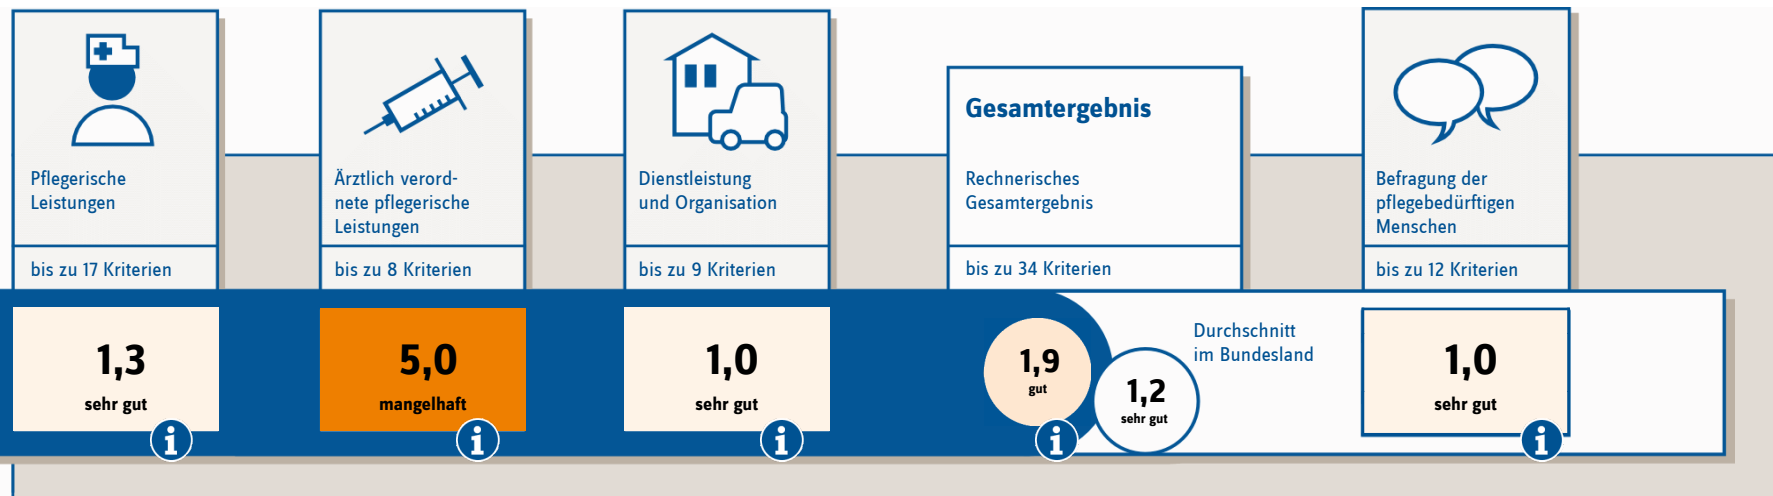 Pflegerische
Leistungen
bis zu 17 Kriterien
1,3
sehr gut
i
Ärztlich verord-
nete pflegerische
Leistungen
bis zu 8 Kriterien
5,0
mangelhaft
i
Dienstleistung
und Organisation
bis zu 9 Kriterien
1,0
sehr gut
i
Gesamtergebnis
Rechnerisches
Gesamtergebnis
bis zu 34 Kriterien
1,9
gut
i
1,2
sehr gut
Durchschnitt
im Bundesland
Befragung der
pflegebedürftigen
Menschen
bis zu 12 Kriterien
1,0
sehr gut
i